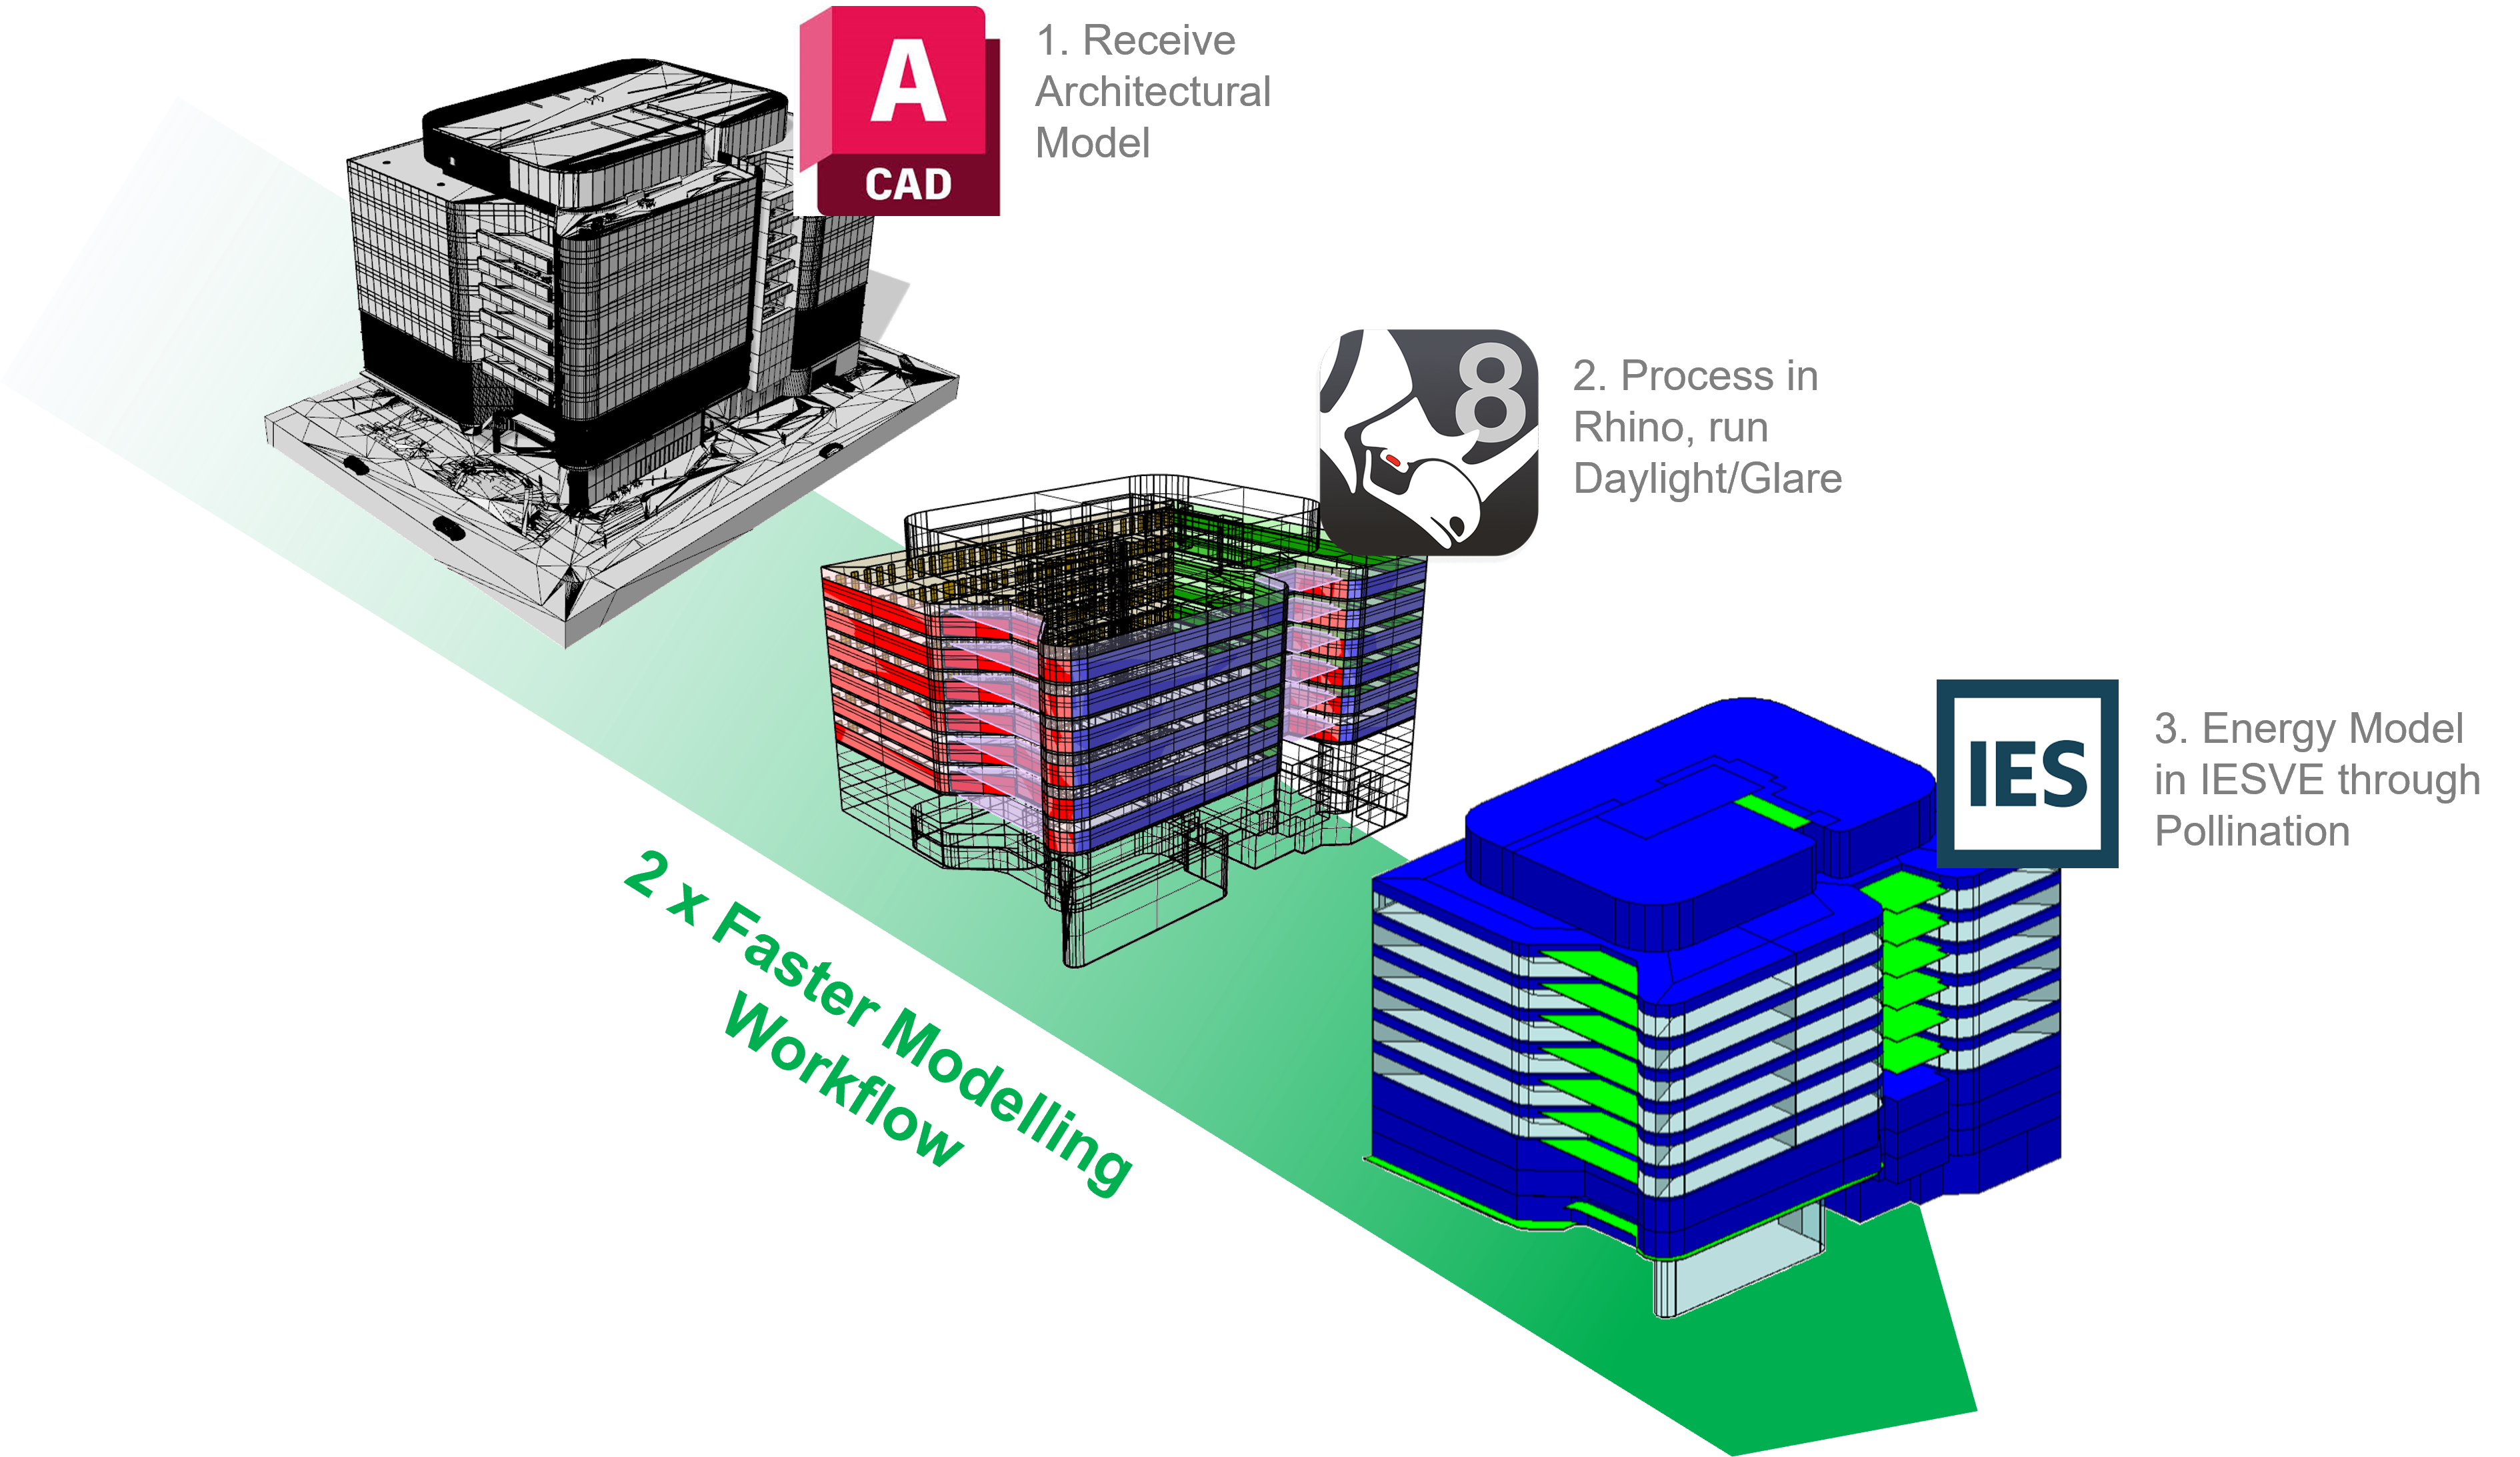 A
CAD
1. Receive
Architectural
Model
8
2. Process in
Rhino, run
Daylight/Glare
IES
3. Energy Model
in IESVE through
Pollination
2 x Faster Modelling
Workflow